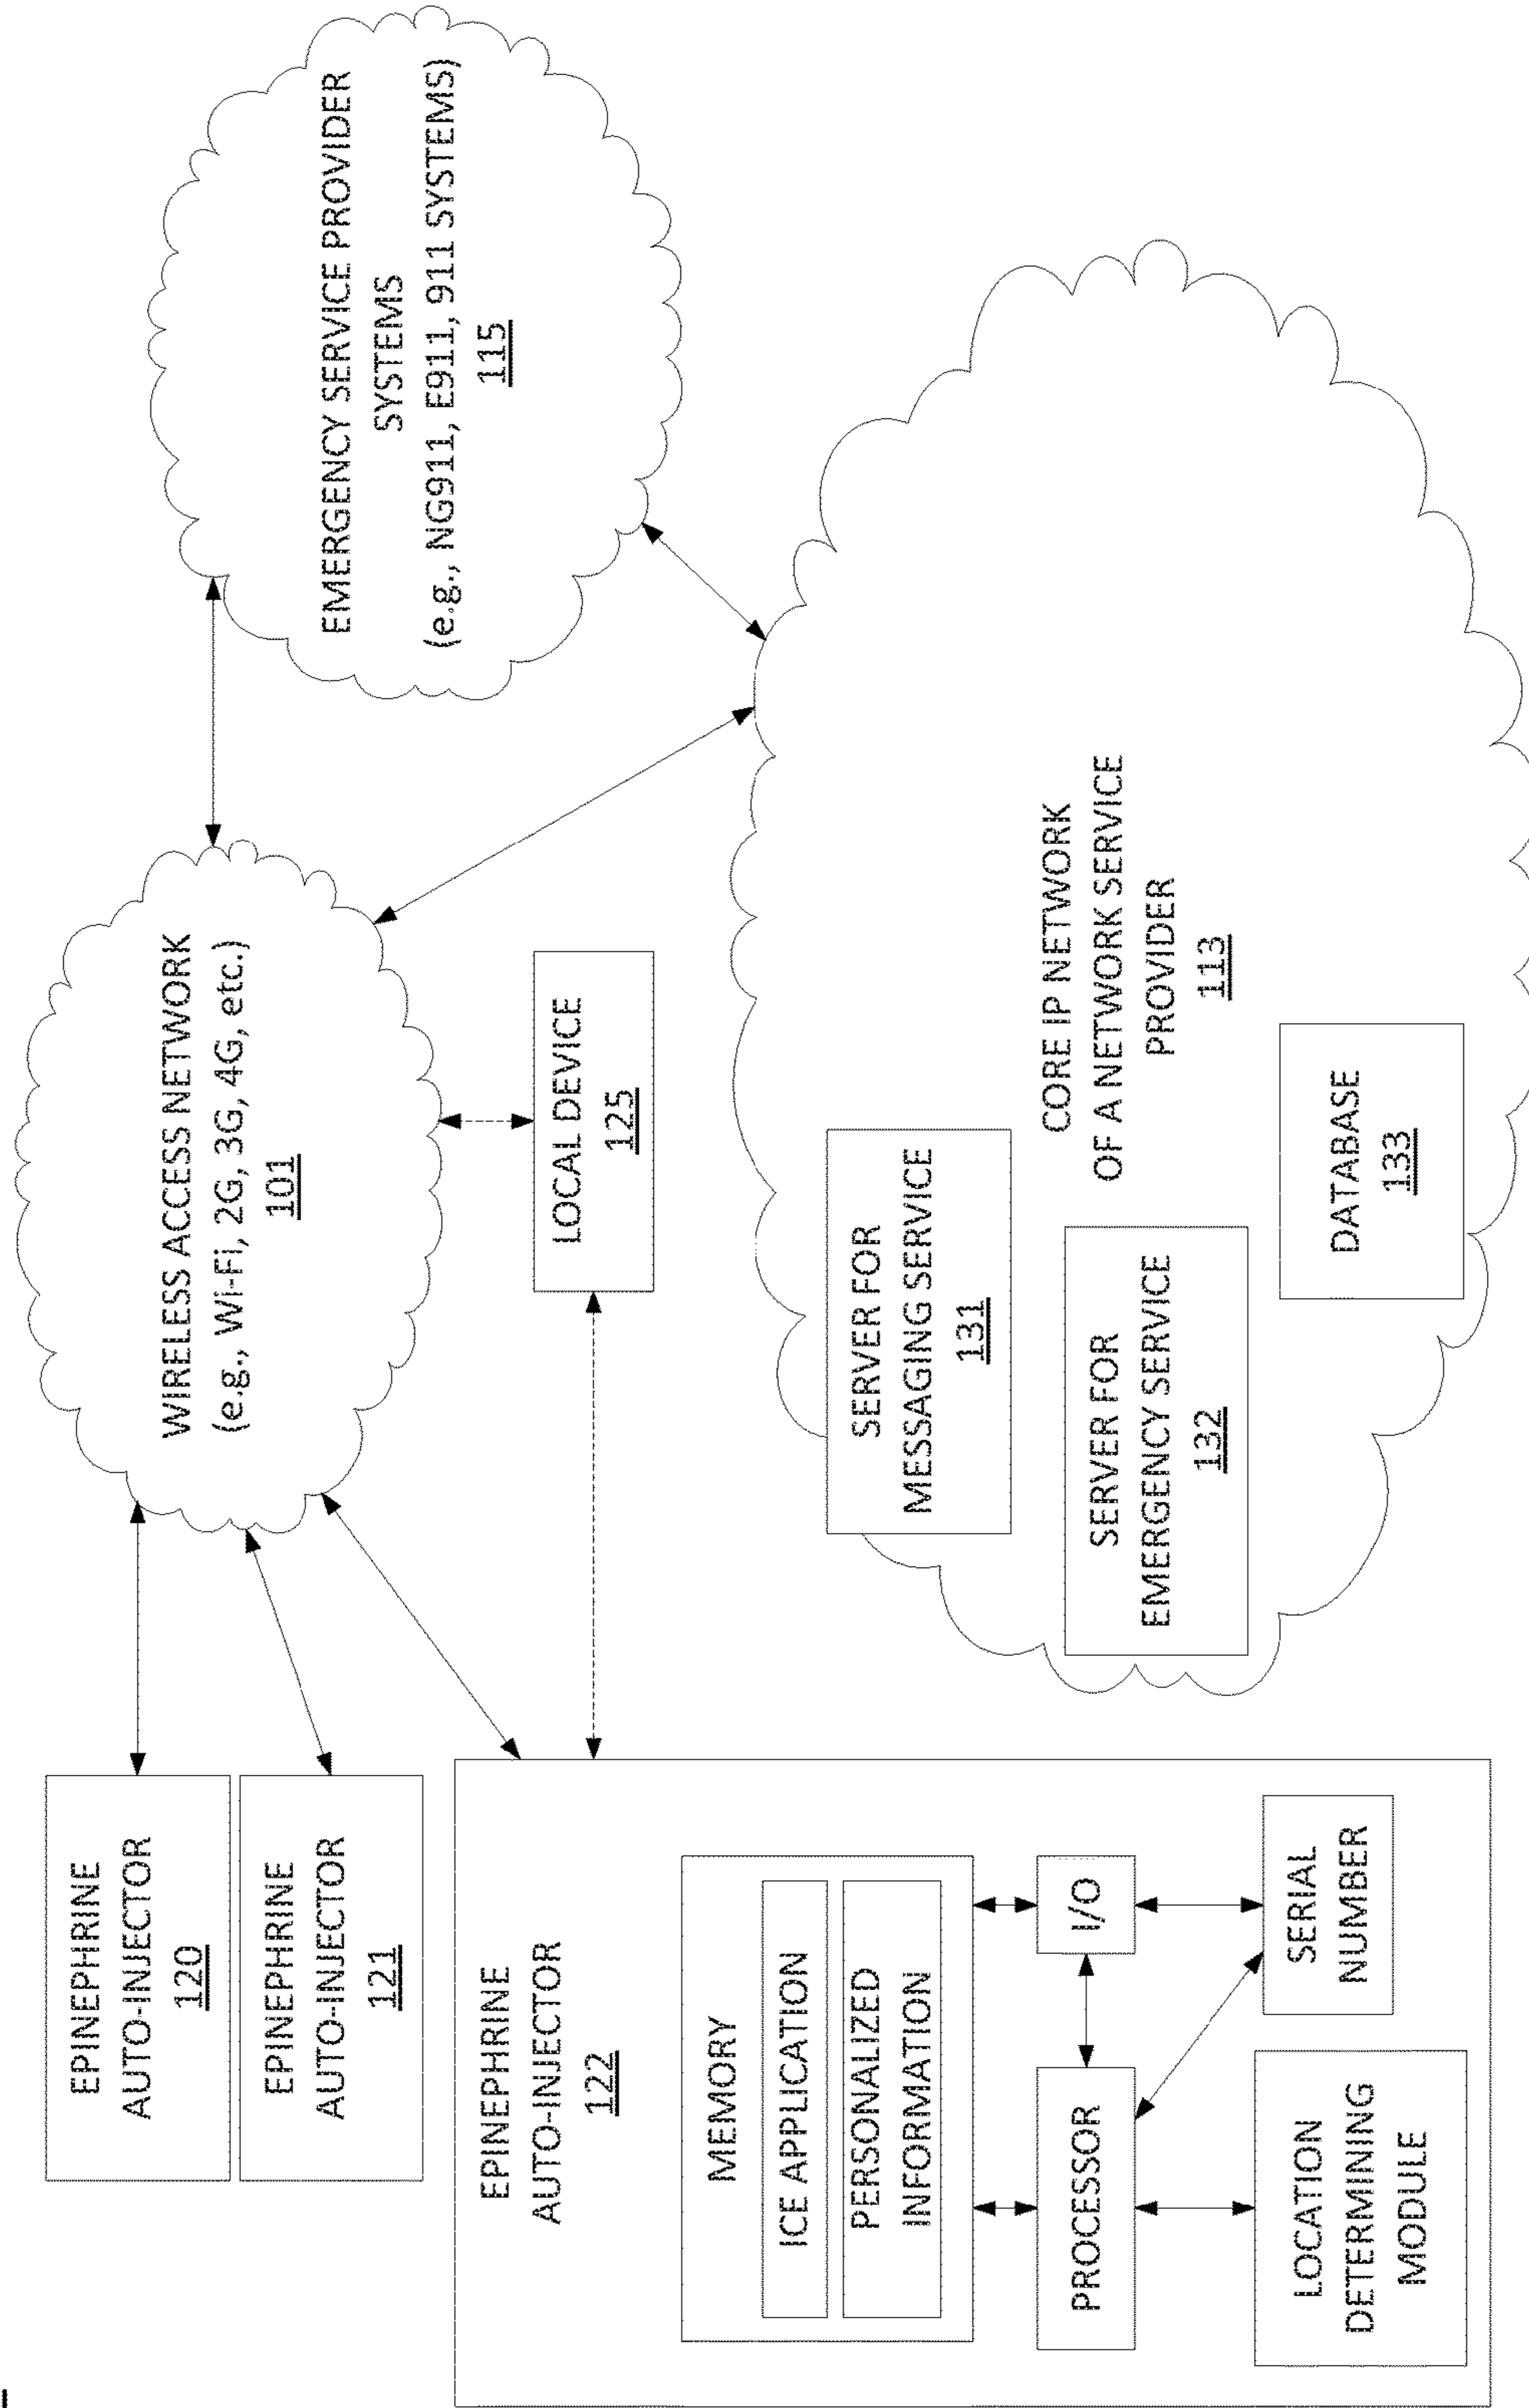 EPINEPHRINE
AUTO-INJECTOR
120
EPINEPHRINE
AUTO-INJECTOR
121
EPINEPHRINE
AUTO-INJECTOR
122
MEMORY
ICE APPLICATION
PERSONALIZED
INFORMATION
PROCESSOR
I/O
LOCATION
DETERMINING
MODULE
SERIAL
NUMBER
WIRELESS ACCESS NETWORK
(e.g., Wi-Fi, 2G, 3G, 4G, etc.)
101
LOCAL DEVICE
125
EMERGENCY SERVICE PROVIDER
SYSTEMS
(e.g., NG911, E911, 911 SYSTEMS)
115
SERVER FOR
MESSAGING SERVICE
131
SERVER FOR
EMERGENCY SERVICE
132
CORE IP NETWORK
OF A NETWORK SERVICE
PROVIDER
113
DATABASE
133